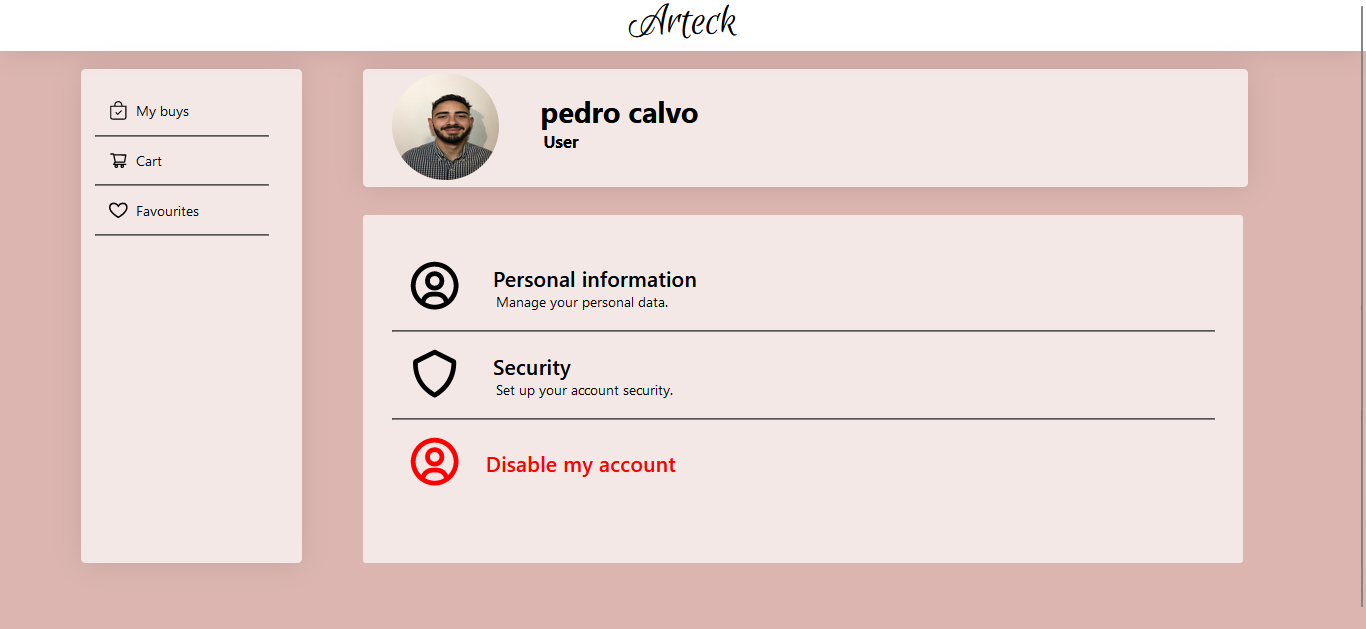 Arteck
My buys
Cart
Favourites
pedro calvo
User
Personal information
Manage your personal data.
Security
Set up your account security.
Disable my account